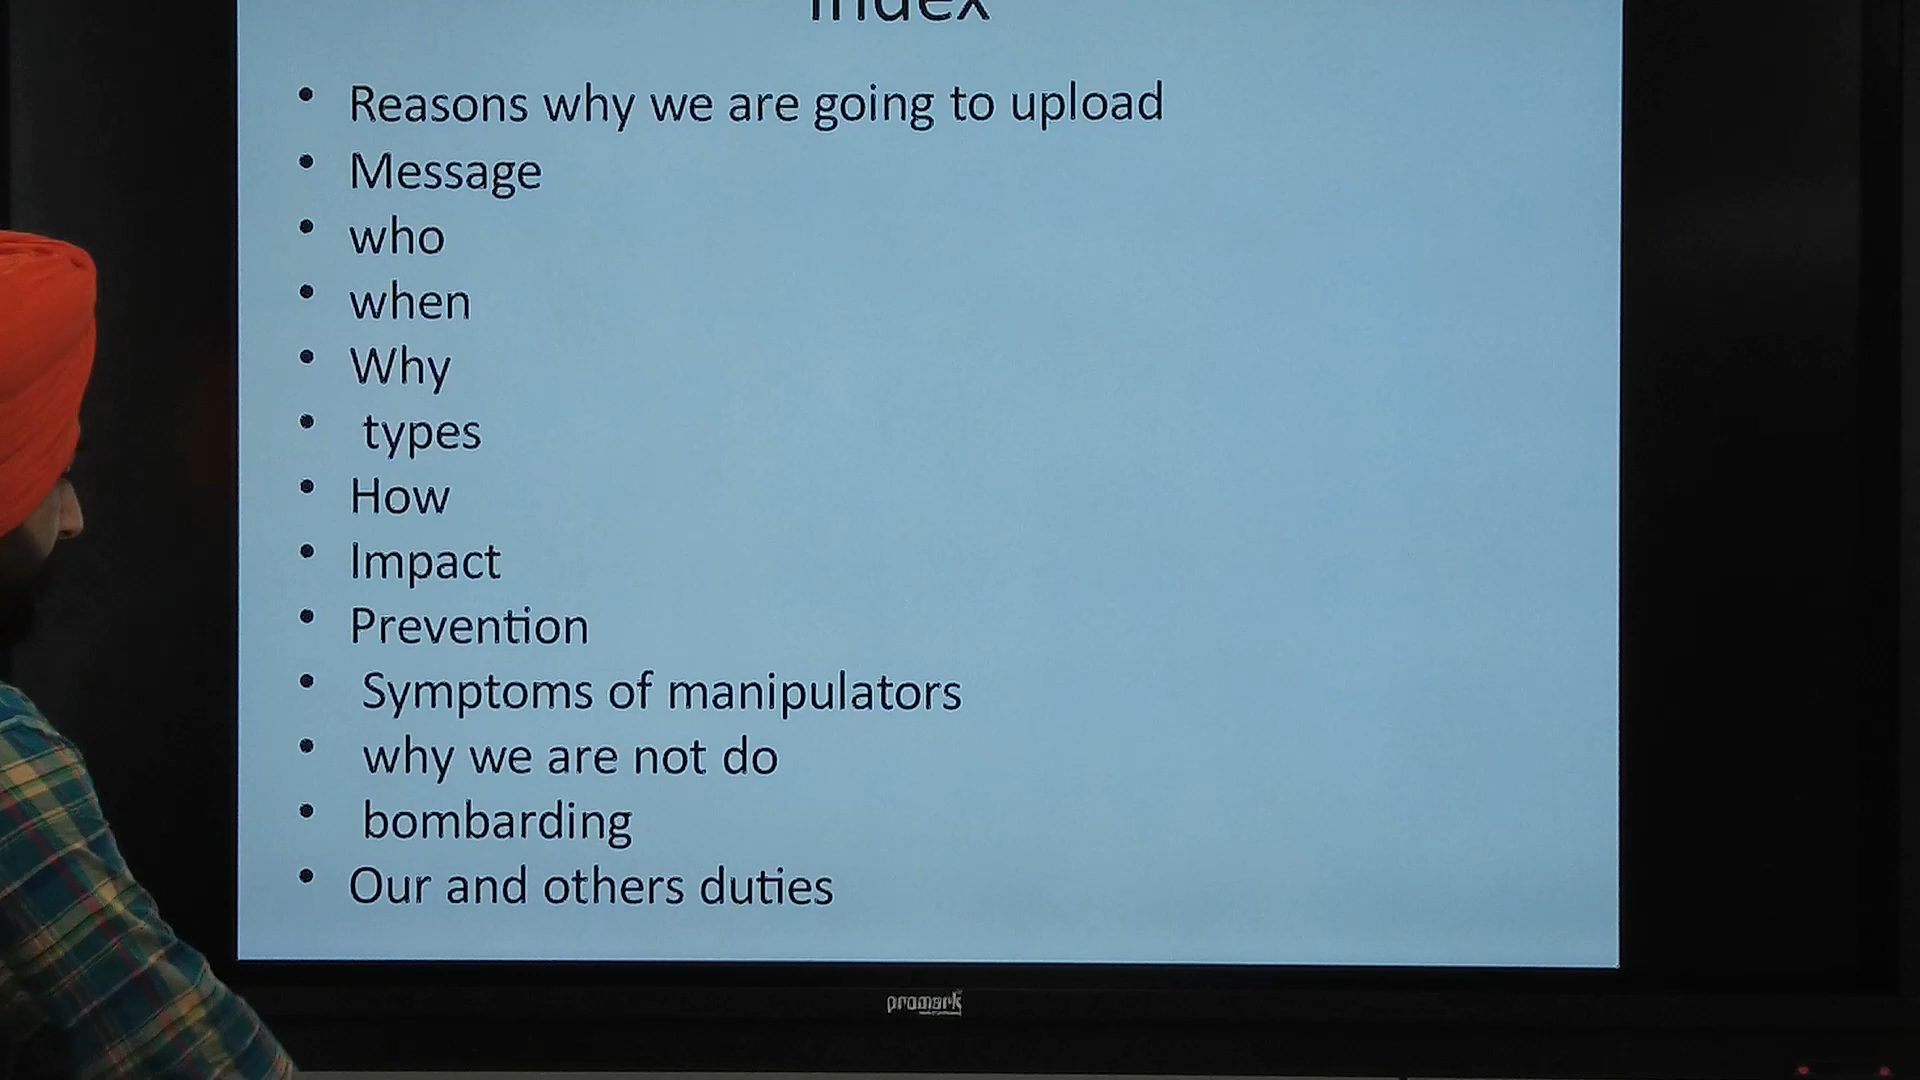 Index
Reasons why we are going to upload
Message
who
when
Why
types
How
Impact
Prevention
Symptoms of manipulators
why we are not do
bombarding
Our and others duties
promark